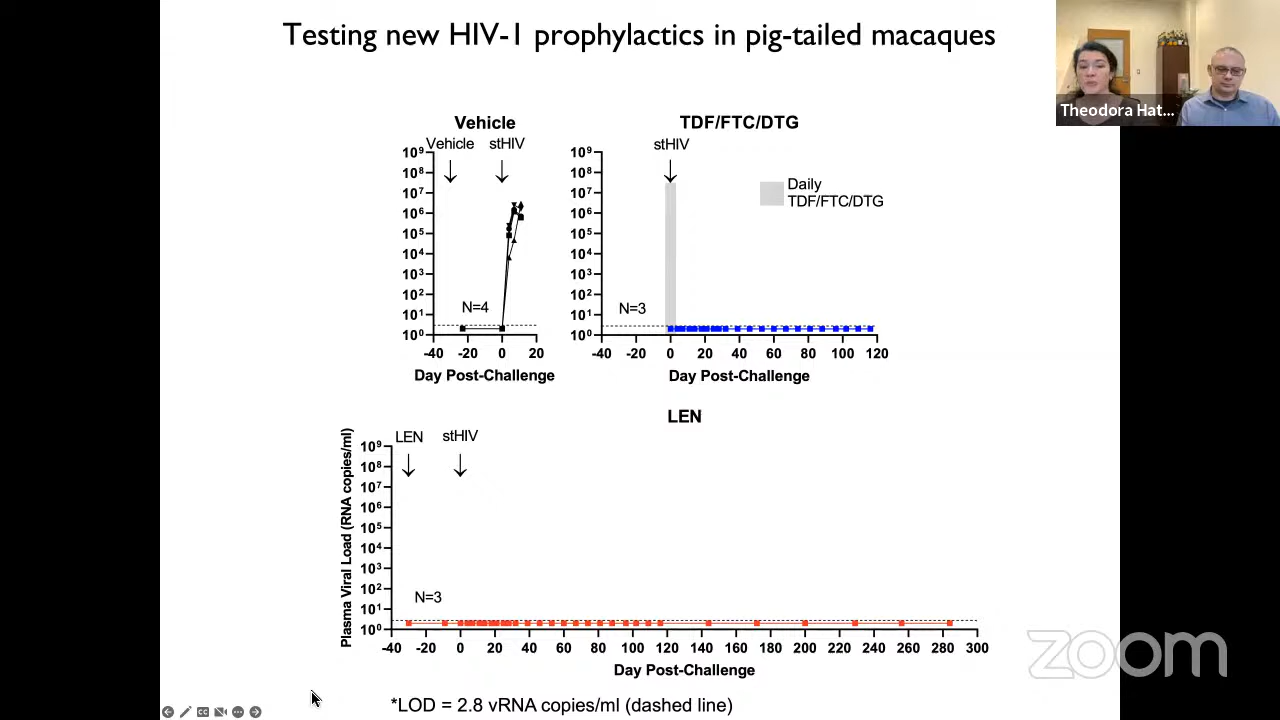 Testing new HIV-1 prophylactics in pig-tailed macaques
Theodora Hat...
Vehicle
Vehicle stHIV
10⁹
10⁸
10⁷
10⁶
10⁵
10⁴
10³
10²
10¹
10⁰
N=4
-40 -20 0 20
Day Post-Challenge
TDF/FTC/DTG
stHIV
Daily
TDF/FTC/DTG
10⁹
10⁸
10⁷
10⁶
10⁵
10⁴
10³
10²
10¹
10⁰
N=3
-40 -20 0 20 40 60 80 100 120
Day Post-Challenge
LEN
LEN stHIV
Plasma Viral Load (RNA copies/ml)
10⁹
10⁸
10⁷
10⁶
10⁵
10⁴
10³
10²
10¹
10⁰
N=3
-40 -20 0 20 40 60 80 100 120 140 160 180 200 220 240 260 280 300
Day Post-Challenge
*LOD = 2.8 vRNA copies/ml (dashed line)
CC
zoom